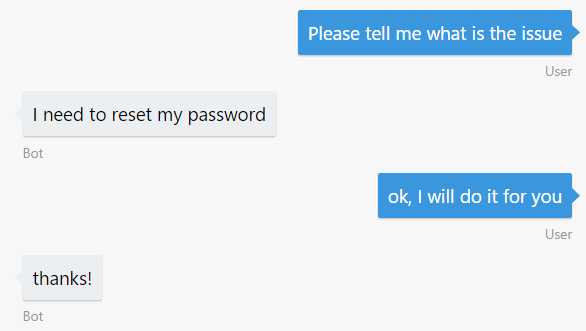 Please tell me what is the issue
User
I need to reset my password
Bot
ok, I will do it for you
User
thanks!
Bot